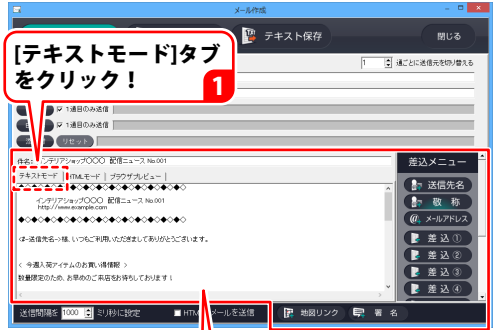 メール作成
テキスト保存
閉じる
[テキストモード]タブ
をクリック！
1
1 通ごとに送信元を切り替える
1通目のみ送信
1通目のみ送信
リセット
件名: インテリアショップ〇〇〇 配信ニュース No.001
テキストモード HTMLモード ブラウザプレビュー
◆◇◆◇◆◇◆◇◆◇◆◇◆◇◆◇◆◇◆◇◆◇◆◇
インテリアショップ〇〇〇 配信ニュース No.001
http://www.example.com
◆◇◆◇◆◇◆◇◆◇◆◇◆◇◆◇◆◇◆◇◆◇◆◇
<#-送信先名->様、いつもご利用いただきましてありがとうございます。
< 今週入荷アイテムのお買い得情報 >
数量限定のため、お早めのご来店をお待ちしております！
差込メニュー
送信先名
敬 称
メールアドレス
差 込 ①
差 込 ②
差 込 ③
差 込 ④
送信間隔を 1000 ミリ秒に設定
HTMLメールを送信
地図リンク
署 名